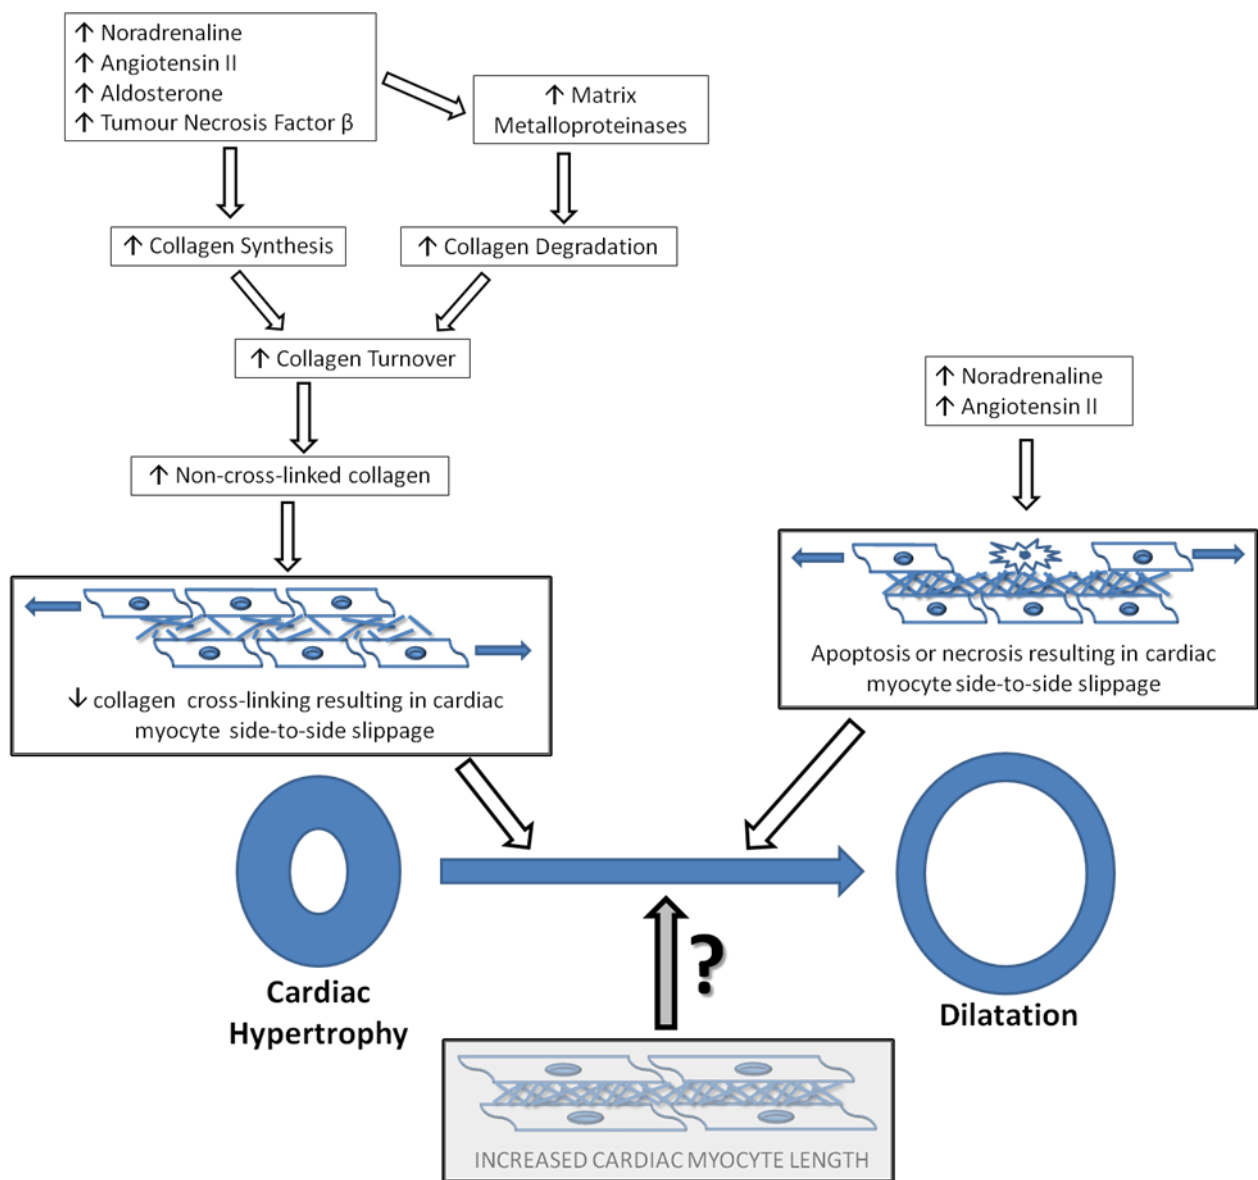 ↑ Noradrenaline
↑ Angiotensin II
↑ Aldosterone
↑ Tumour Necrosis Factor β
↑ Matrix
Metalloproteinases
↑ Collagen Synthesis
↑ Collagen Degradation
↑ Collagen Turnover
↑ Non-cross-linked collagen
↑ Noradrenaline
↑ Angiotensin II
↓ collagen cross-linking resulting in cardiac
myocyte side-to-side slippage
Apoptosis or necrosis resulting in cardiac
myocyte side-to-side slippage
Cardiac
Hypertrophy
?
Dilatation
INCREASED CARDIAC MYOCYTE LENGTH